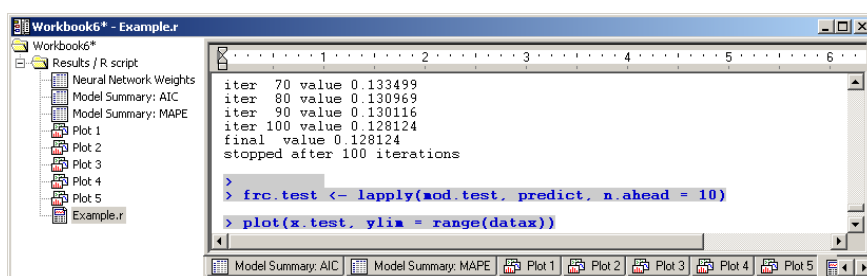 Workbook6* - Example.r
Workbook6*
Results / R script
Neural Network Weights
Model Summary: AIC
Model Summary: MAPE
Plot 1
Plot 2
Plot 3
Plot 4
Plot 5
Example.r
1 2 3 4 5 6
iter 70 value 0.133499
iter 80 value 0.130969
iter 90 value 0.130116
iter 100 value 0.128124
final value 0.128124
stopped after 100 iterations
>
> frc.test <- lapply(mod.test, predict, n.ahead = 10)
> plot(x.test, ylim = range(datax))
Model Summary: AIC Model Summary: MAPE Plot 1 Plot 2 Plot 3 Plot 4 Plot 5